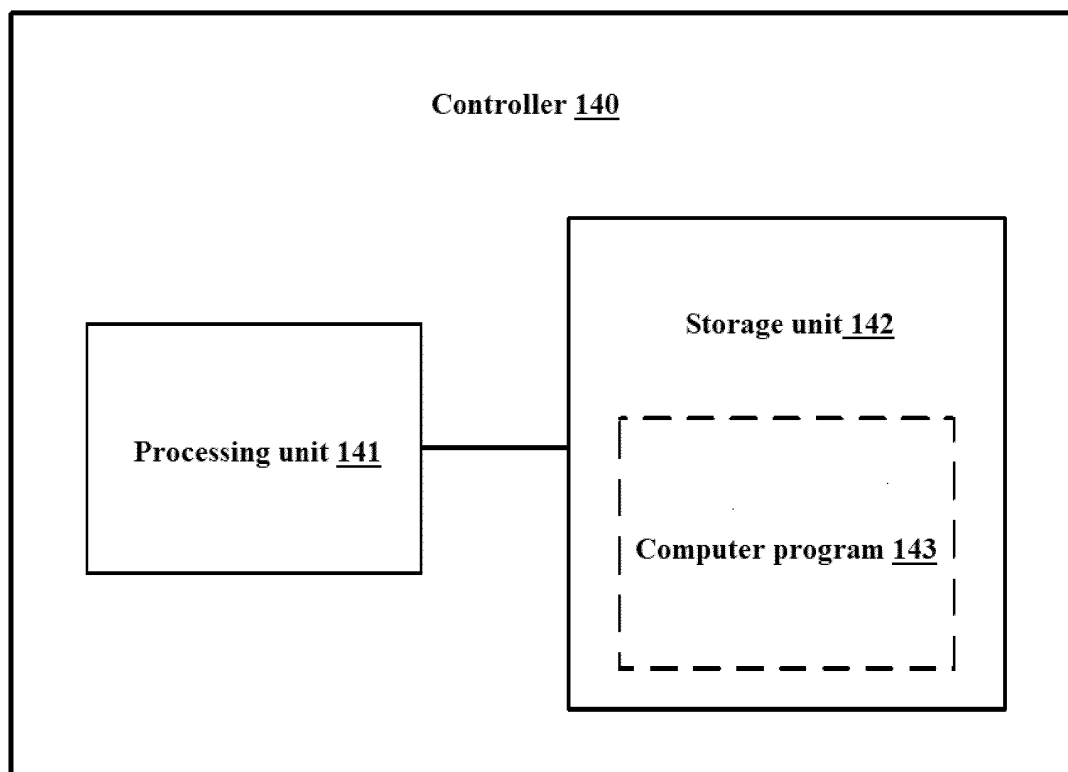 Controller 140
Storage unit 142
Processing unit 141
Computer program 143